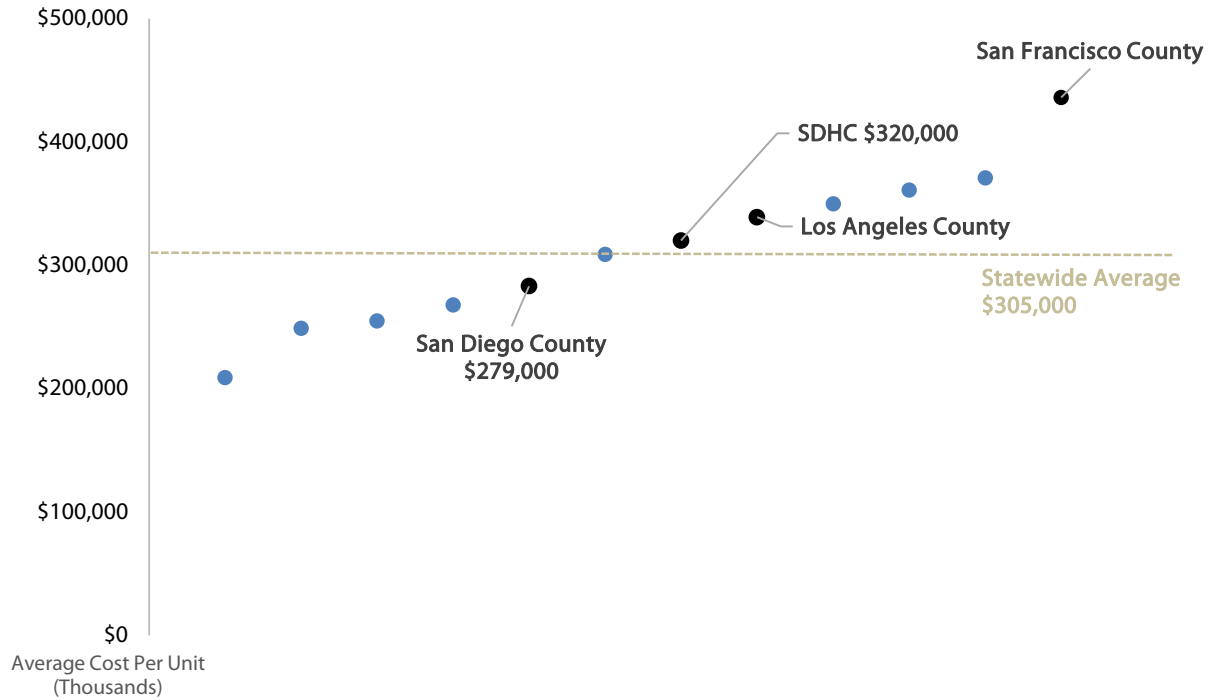 $500,000
San Francisco County
$400,000
SDHC $320,000
Los Angeles County
$300,000
Statewide Average
$305,000
San Diego County
$279,000
$200,000
$100,000
$0
Average Cost Per Unit
(Thousands)